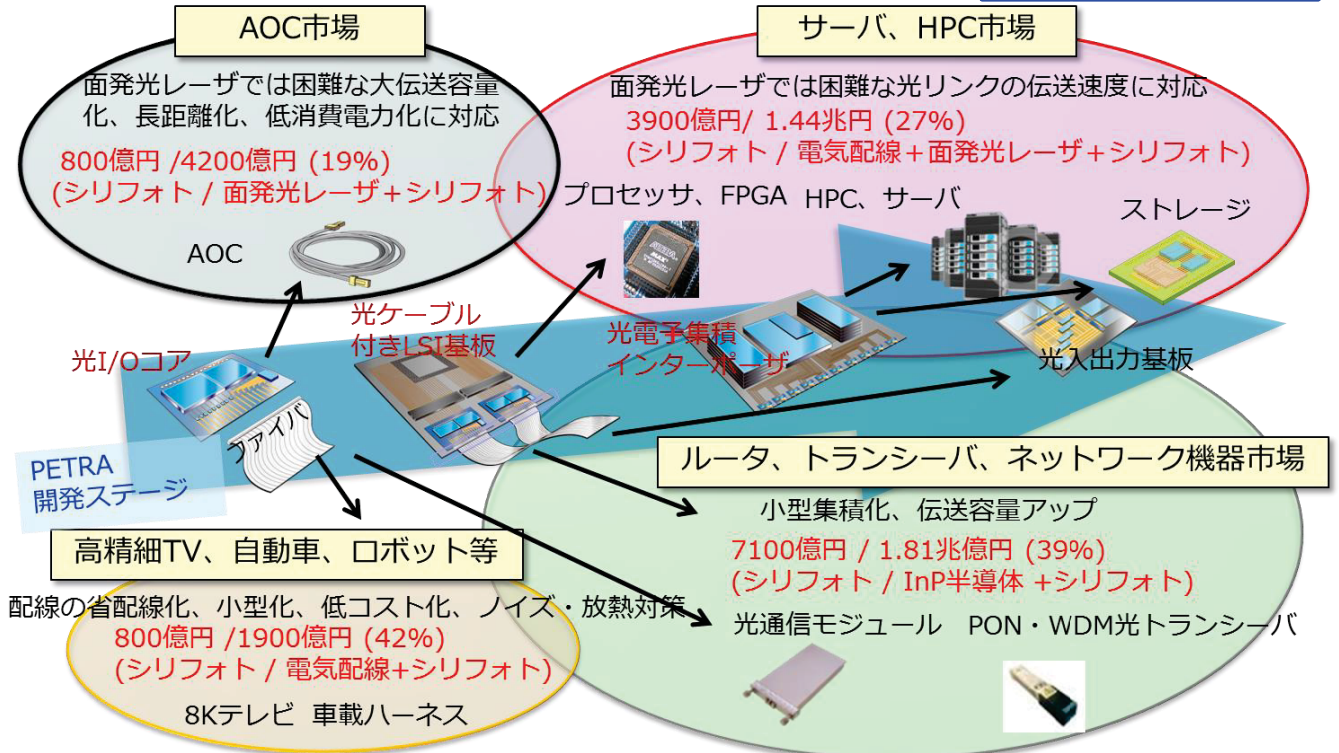 AOC市場
面発光レーザでは困難な大伝送容量
化、長距離化、低消費電力化に対応
800億円 /4200億円 (19%)
(シリフォト / 面発光レーザ+シリフォト)
AOC
サーバ、HPC市場
面発光レーザでは困難な光リンクの伝送速度に対応
3900億円/ 1.44兆円 (27%)
(シリフォト / 電気配線+面発光レーザ+シリフォト)
プロセッサ、FPGA
HPC、サーバ
ストレージ
ALTERA
MAX
光I/Oコア
ファイバ
光ケーブル
付きLSI基板
光電子集積
インターポーザ
光入出力基板
PETRA
開発ステージ
ルータ、トランシーバ、ネットワーク機器市場
小型集積化、伝送容量アップ
7100億円 / 1.81兆億円 (39%)
(シリフォト / InP半導体 +シリフォト)
光通信モジュール PON・WDM光トランシーバ
高精細TV、自動車、ロボット等
配線の省配線化、小型化、低コスト化、ノイズ・放熱対策
800億円 /1900億円 (42%)
(シリフォト / 電気配線+シリフォト)
8Kテレビ 車載ハーネス